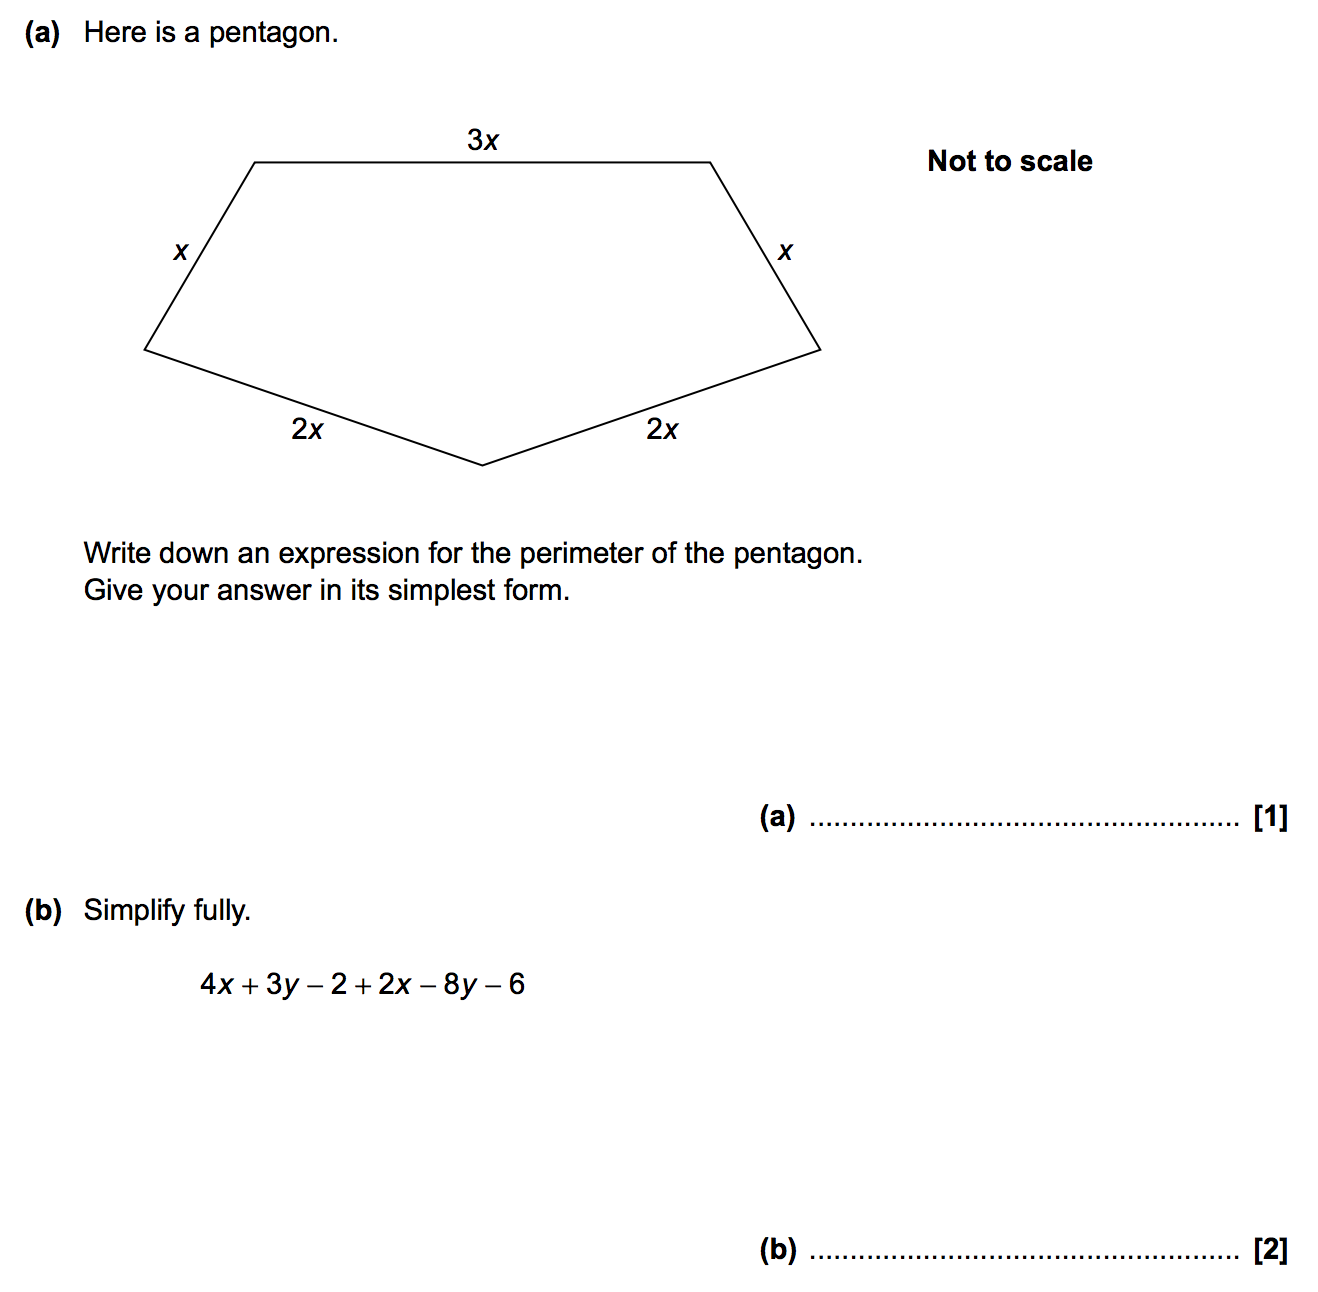 (a) Here is a pentagon.
3x
Not to scale
x
x
2x
2x
Write down an expression for the perimeter of the pentagon.
Give your answer in its simplest form.
(a) ..................................................... [1]
(b) Simplify fully.
4x + 3y – 2 + 2x – 8y – 6
(b) ..................................................... [2]